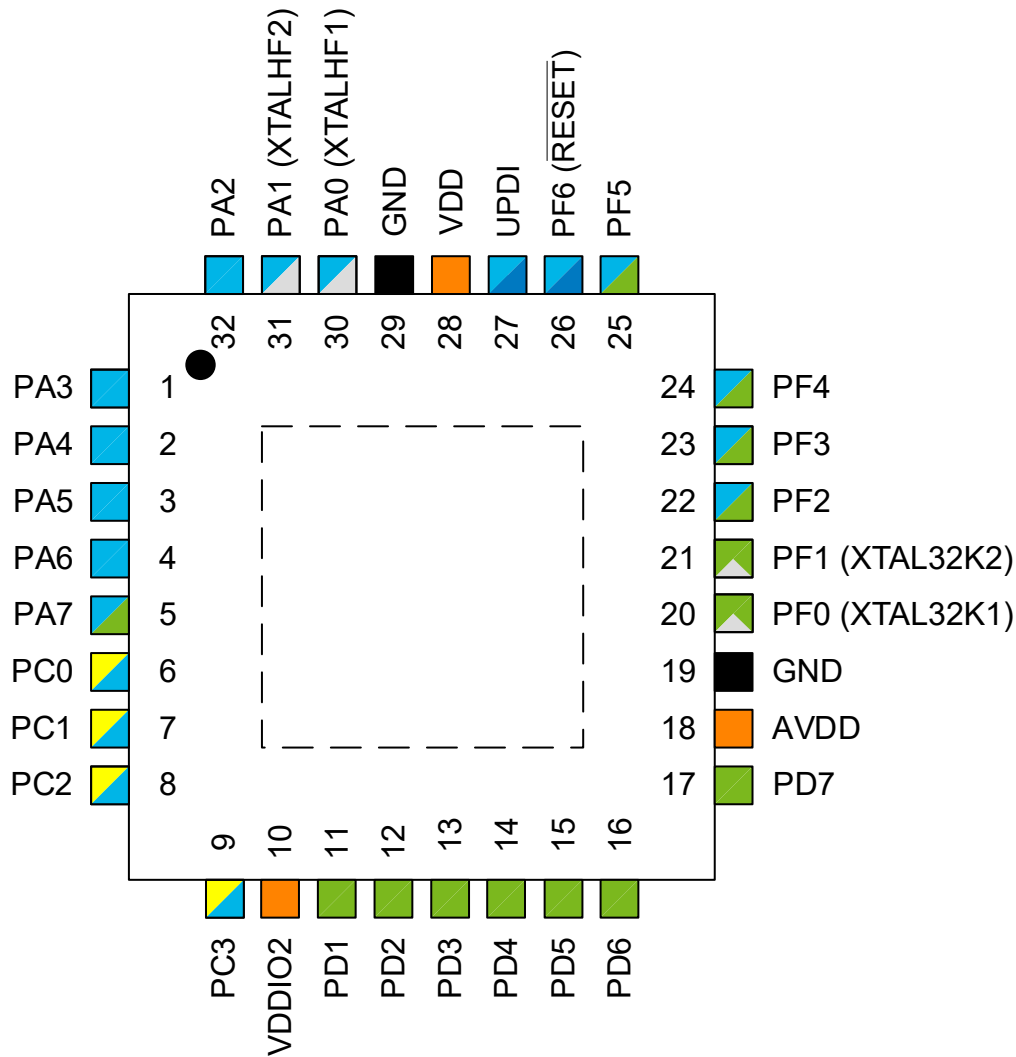 PA2
PA1 (XTALHF2)
PA0 (XTALHF1)
GND
VDD
UPDI
PF6 (RESET)
PF5
32
31
30
29
28
27
26
25
PA3 1
PA4 2
PA5 3
PA6 4
PA7 5
PC0 6
PC1 7
PC2 8
24 PF4
23 PF3
22 PF2
21 PF1 (XTAL32K2)
20 PF0 (XTAL32K1)
19 GND
18 AVDD
17 PD7
9
10
11
12
13
14
15
16
PC3
VDDIO2
PD1
PD2
PD3
PD4
PD5
PD6